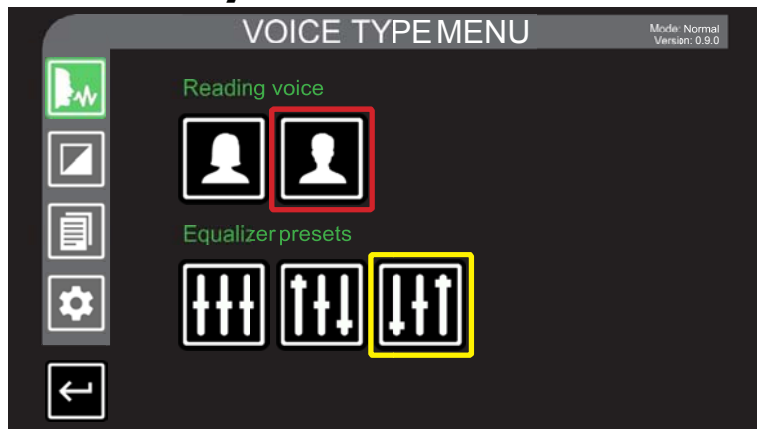 VOICE TYPE MENU
Mode: Normal
Version: 0.9.0
Reading voice
Equalizer presets